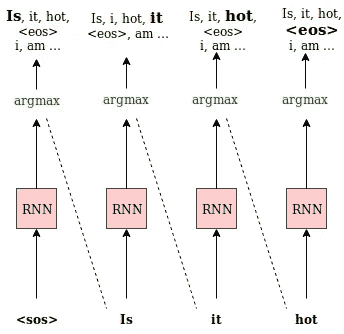 Is, it, hot,
<eos>
i, am ...
Is, i, hot, it
<eos>, am ...
Is, it, hot,
<eos>
i, am ...
Is, it, hot,
<eos>
i, am ...
argmax
argmax
argmax
argmax
RNN
RNN
RNN
RNN
<sos>
Is
it
hot